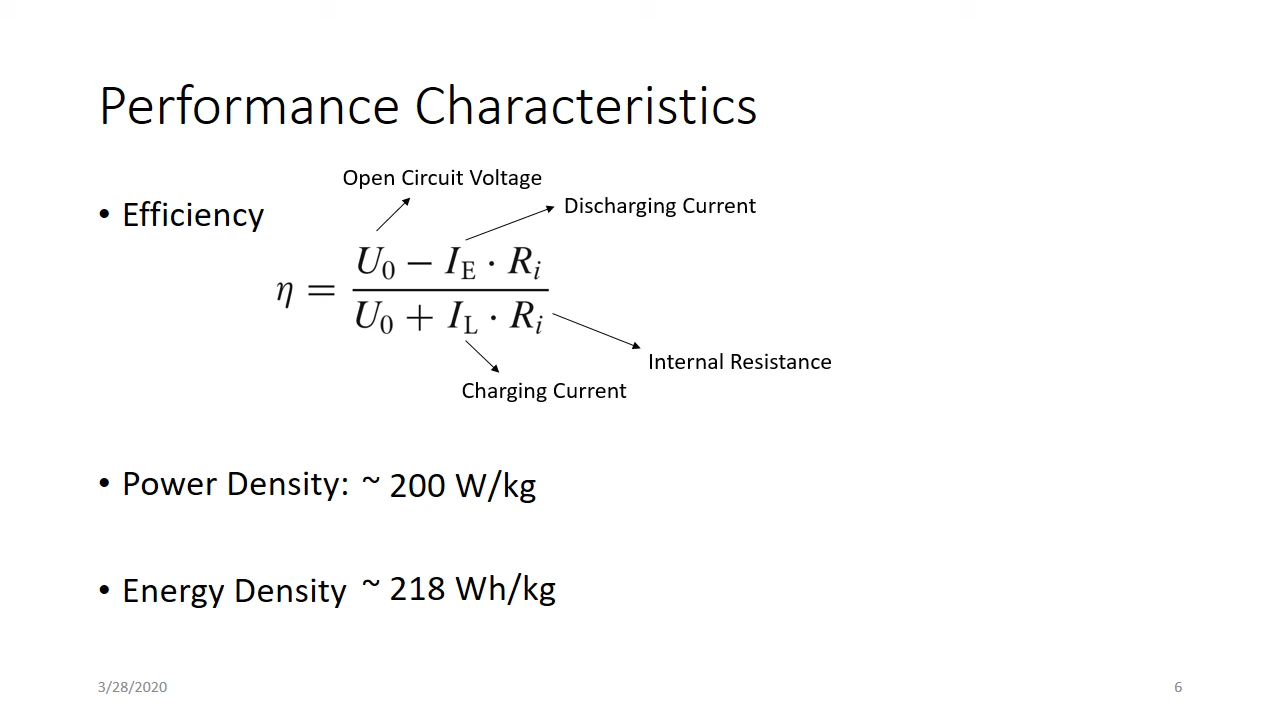 Performance Characteristics
Open Circuit Voltage
Discharging Current
• Efficiency
η = (U₀ − I_E · R_i) / (U₀ + I_L · R_i)
Internal Resistance
Charging Current
• Power Density: ~ 200 W/kg
• Energy Density ~ 218 Wh/kg
3/28/2020 6